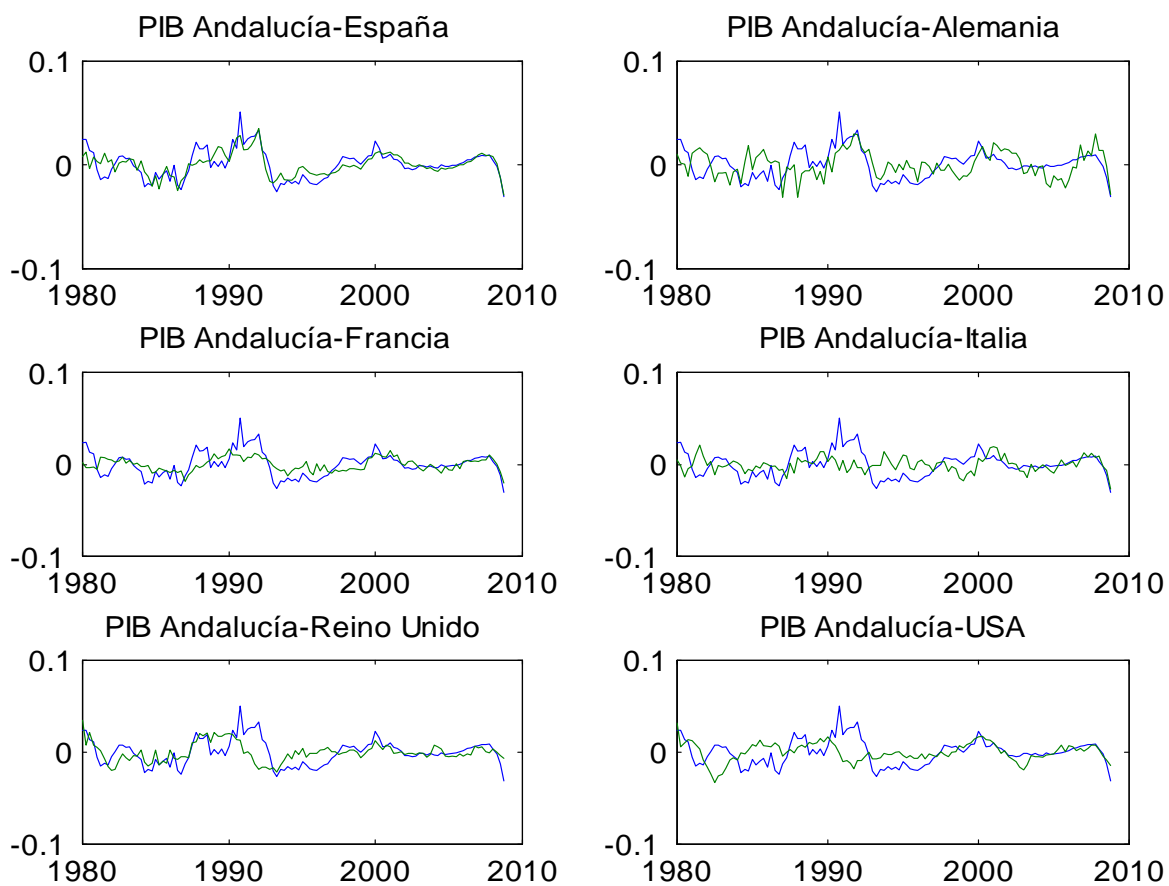 PIB Andalucía-España
0.1
0
-0.1
1980 1990 2000 2010
PIB Andalucía-Alemania
0.1
0
-0.1
1980 1990 2000 2010
PIB Andalucía-Francia
0.1
0
-0.1
1980 1990 2000 2010
PIB Andalucía-Italia
0.1
0
-0.1
1980 1990 2000 2010
PIB Andalucía-Reino Unido
0.1
0
-0.1
1980 1990 2000 2010
PIB Andalucía-USA
0.1
0
-0.1
1980 1990 2000 2010